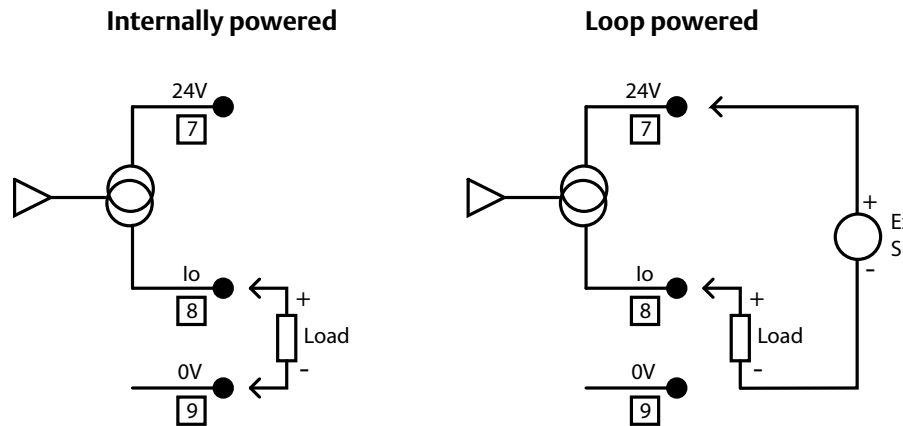 Internally powered
24V
7
Io
8
+
Load
-
0V
9
Loop powered
24V
7
+
-
Io
8
+
Load
-
0V
9